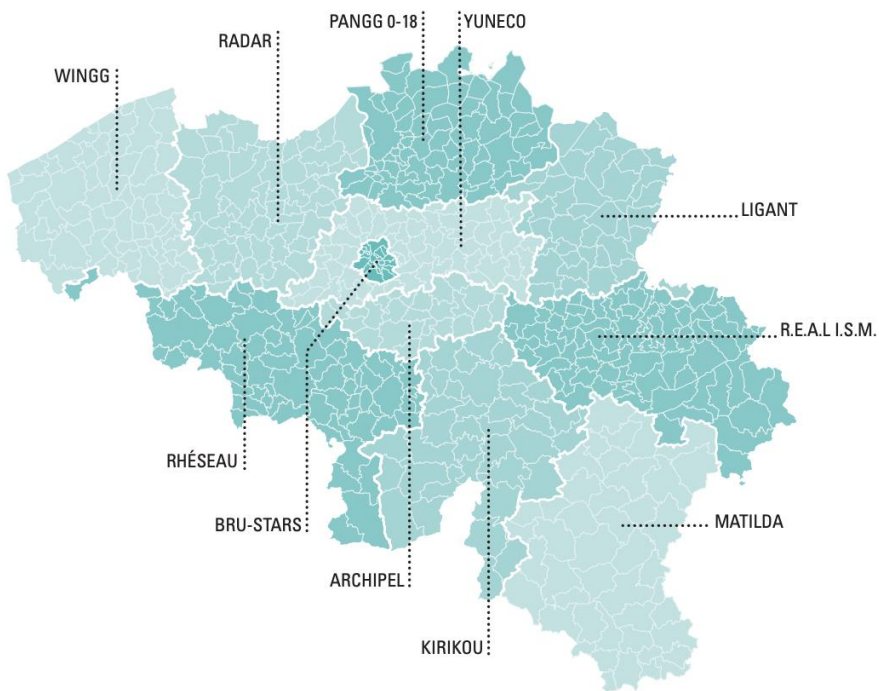 PANGG 0-18
YUNECO
RADAR
WINGG
LIGANT
R.E.A.L I.S.M.
RHÉSEAU
BRU-STARS
MATILDA
ARCHIPEL
KIRIKOU